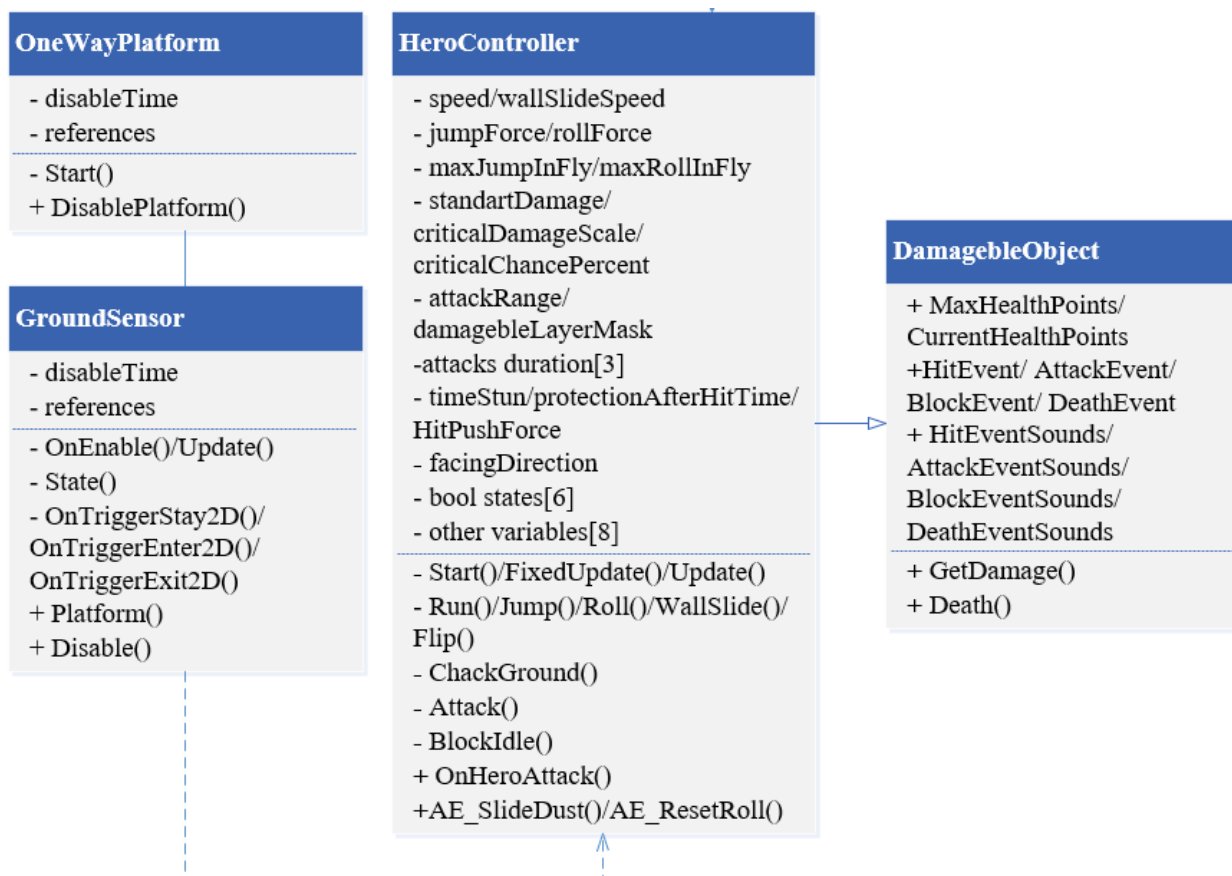 OneWayPlatform
- disableTime
- references
- Start()
+ DisablePlatform()
GroundSensor
- disableTime
- references
- OnEnable()/Update()
- State()
- OnTriggerStay2D()/
OnTriggerEnter2D()/
OnTriggerExit2D()
+ Platform()
+ Disable()
HeroController
- speed/wallSlideSpeed
- jumpForce/rollForce
- maxJumpInFly/maxRollInFly
- standartDamage/
criticalDamageScale/
criticalChancePercent
- attackRange/
damagebleLayerMask
-attacks duration[3]
- timeStun/protectionAfterHitTime/
HitPushForce
- facingDirection
- bool states[6]
- other variables[8]
- Start()/FixedUpdate()/Update()
- Run()/Jump()/Roll()/WallSlide()/
Flip()
- ChackGround()
- Attack()
- BlockIdle()
+ OnHeroAttack()
+AE_SlideDust()/AE_ResetRoll()
DamagebleObject
+ MaxHealthPoints/
CurrentHealthPoints
+HitEvent/ AttackEvent/
BlockEvent/ DeathEvent
+ HitEventSounds/
AttackEventSounds/
BlockEventSounds/
DeathEventSounds
+ GetDamage()
+ Death()